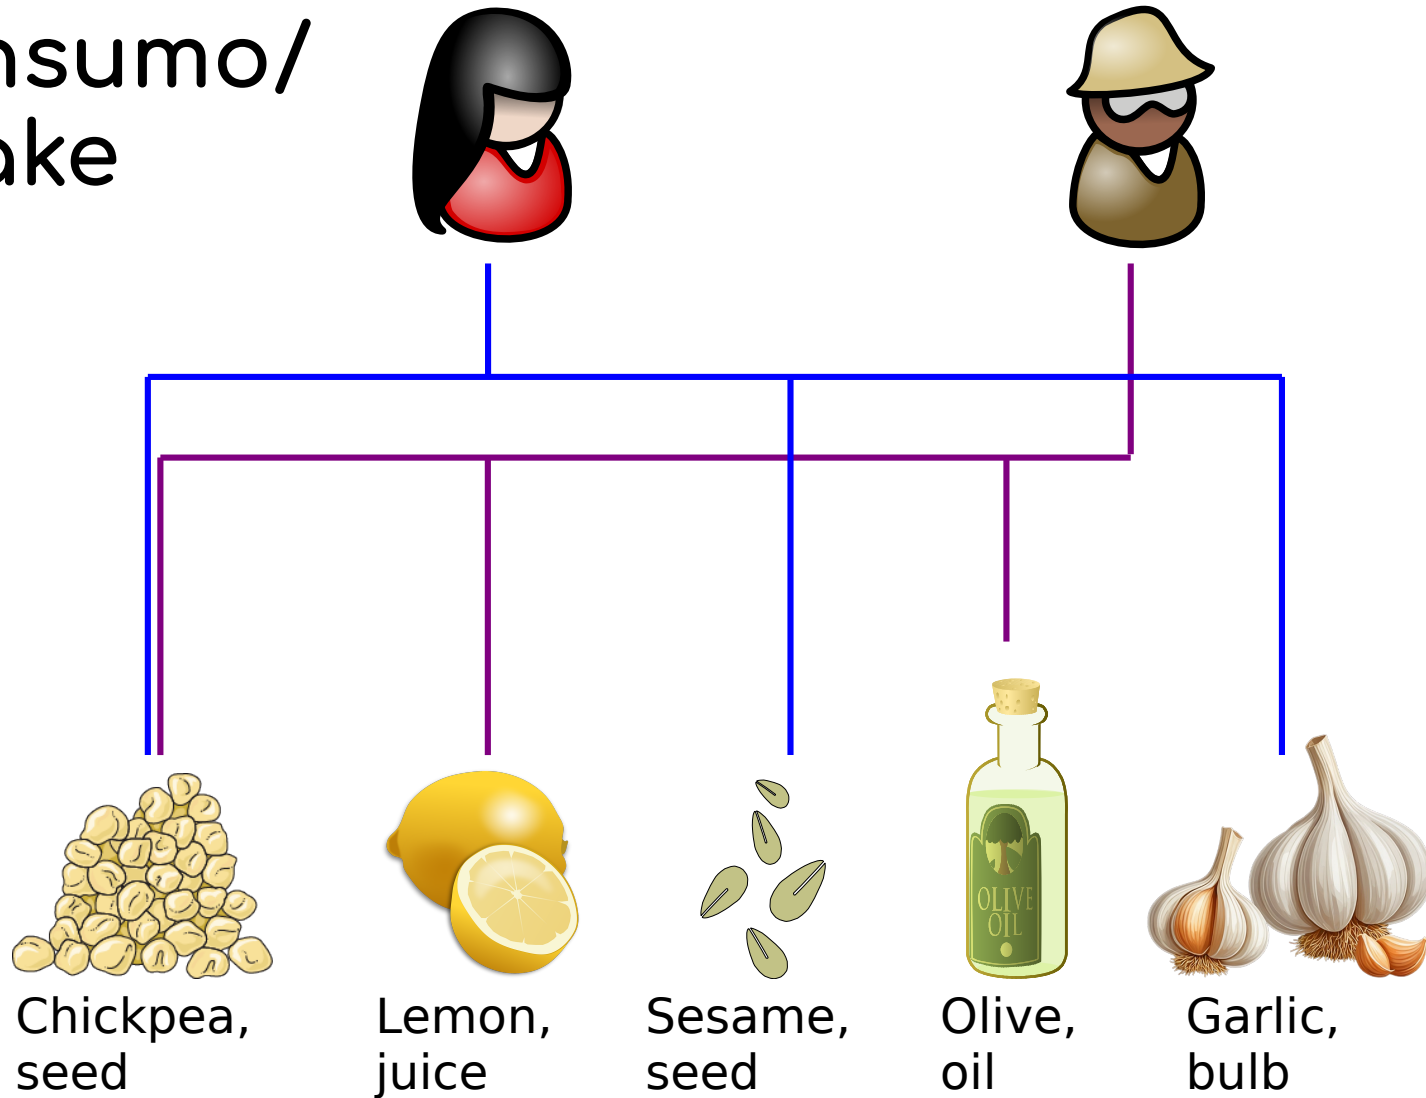 nsumo/
ake
OLIVE
OIL
Chickpea,
seed
Lemon,
juice
Sesame,
seed
Olive,
oil
Garlic,
bulb